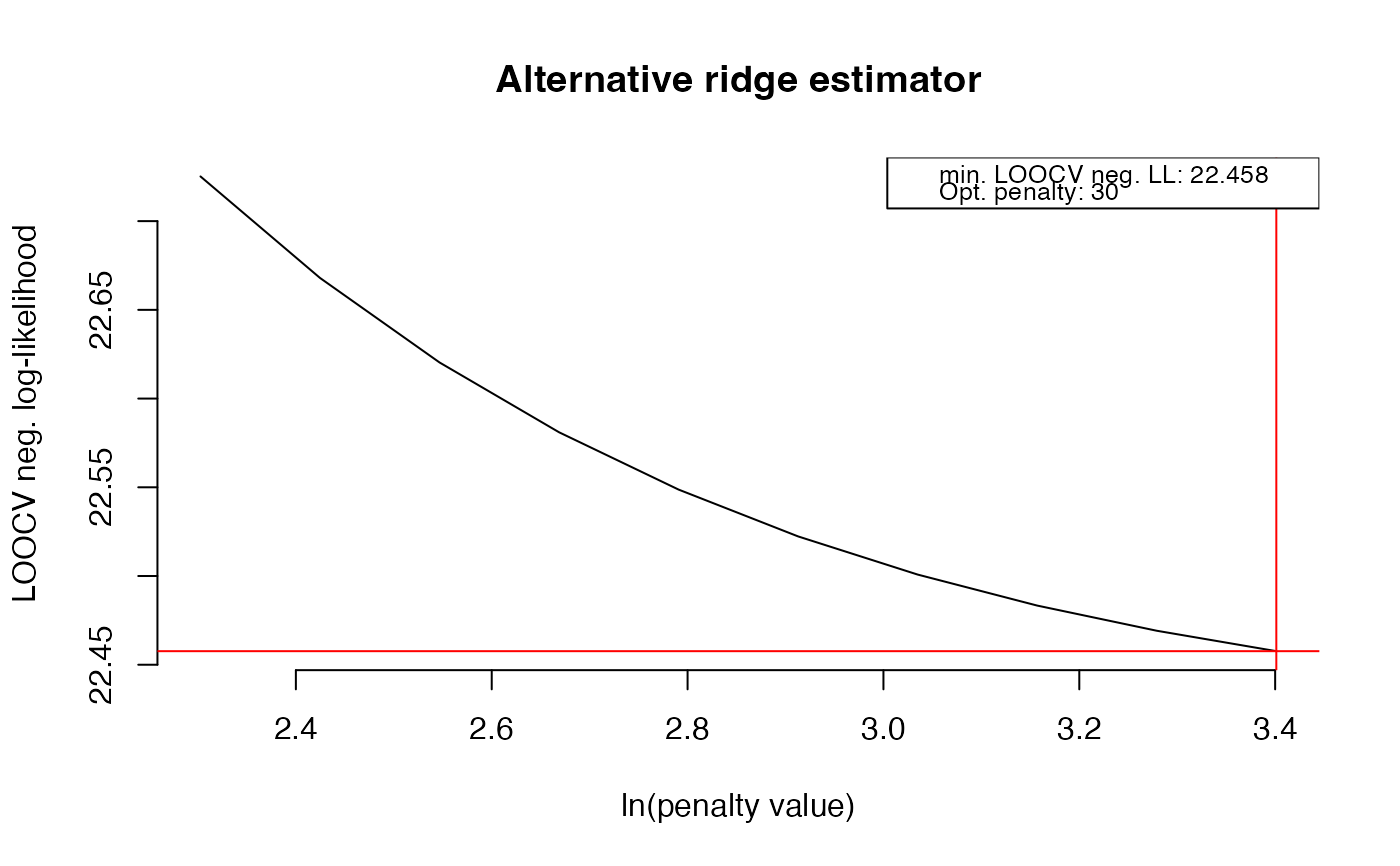 Alternative ridge estimator
min. LOOCV neg. LL: 22.458
Opt. penalty: 30
LOOCV neg. log-likelihood
22.65
22.55
22.45
2.4 2.6 2.8 3.0 3.2 3.4
ln(penalty value)